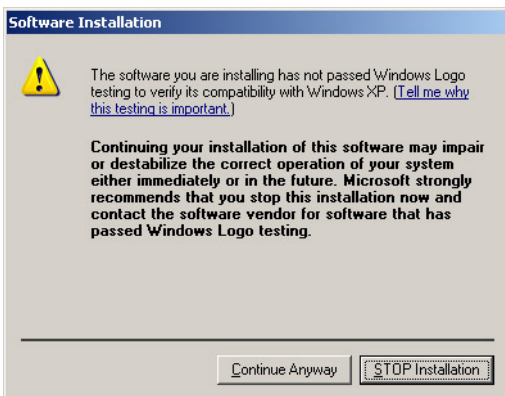 Software Installation
The software you are installing has not passed Windows Logo
testing to verify its compatibility with Windows XP. (Tell me why
this testing is important.)
Continuing your installation of this software may impair
or destabilize the correct operation of your system
either immediately or in the future. Microsoft strongly
recommends that you stop this installation now and
contact the software vendor for software that has
passed Windows Logo testing.
Continue Anyway STOP Installation